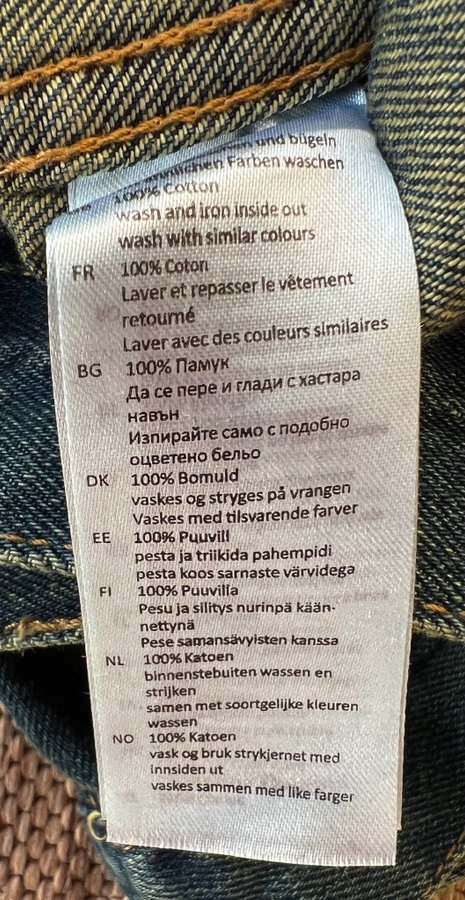 und bügeln
Farben waschen
100% Cotton
wash and iron inside out
wash with similar colours
FR 100% Coton
Laver et repasser le vêtement
retourné
Laver avec des couleurs similaires
BG 100% Памук
Да се пере и глади с хастара
навън
Изпирайте само с подобно
оцветено бельо
DK 100% Bomuld
vaskes og stryges på vrangen
Vaskes med tilsvarende farver
EE 100% Puuvill
pesta ja triikida pahempidi
pesta koos sarnaste värvidega
FI 100% Puuvilla
Pesu ja silitys nurinpä kään-
nettynä
Pese samansävyisten kanssa
NL 100% Katoen
binnenstebuiten wassen en
strijken
samen met soortgelijke kleuren
wassen
NO 100% Katoen
vask og bruk strykjernet med
innsiden ut
vaskes sammen med like farger